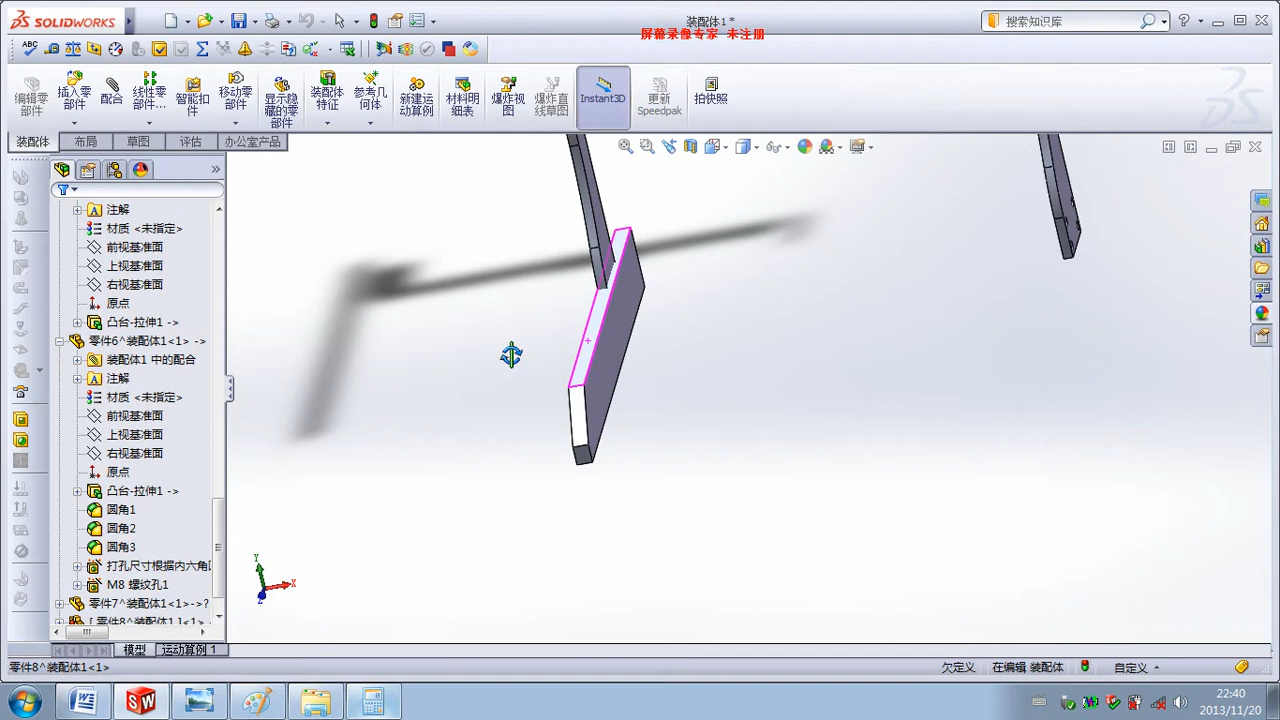 SOLIDWORKS
装配体1 *
搜索知识库
屏幕录像专家 未注册
ABC
编辑零部件
插入零部件
配合
线性零部件...
智能扣件
移动零部件
显示隐藏的零部件
装配体特征
参考几何体
新建运动算例
材料明细表
爆炸视图
爆炸直线草图
Instant3D
更新Speedpak
拍快照
装配体
布局
草图
评估
办公室产品
注解
材质 <未指定>
前视基准面
上视基准面
右视基准面
原点
凸台-拉伸1 ->
零件6^装配体1<1> ->
装配体1 中的配合
注解
材质 <未指定>
前视基准面
上视基准面
右视基准面
原点
凸台-拉伸1 ->
圆角1
圆角2
圆角3
打孔尺寸根据内六角
M8 螺纹孔1
零件7^装配体1<1>->?
[ 零件8^装配体1 ]<1>
Y
X
Z
模型
运动算例 1
零件8^装配体1<1>
欠定义
在编辑 装配体
自定义
22:40
2013/11/20